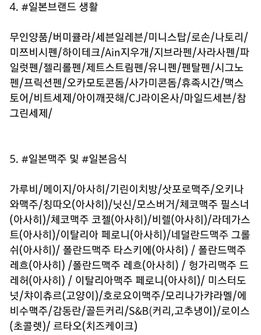 4. #일본브랜드 생활
무인양품/버미큘라/세븐일레븐/미니스탑/로손/나토리/
미쯔비시펜/하이테크/Ain지우개/지브라펜/사라사펜/파
일럿펜/젤리롤펜/제트스트림펜/유니펜/펜탈펜/시그노
펜/프릭션펜/오카모토콘돔/사가미콘돔/휴족시간/맥스
토어/비트세제/아이깨끗해/CJ라이온사/마일드세븐/참
그린세제/
5. #일본맥주 및 #일본음식
가루비/메이지/아사히/기린이치방/삿포로맥주/오키나
와맥주/칭따오(아사히)/닛신/모스버거/체코맥주 필스너
(아사히)/체코맥주 코젤(아사히)/비렐(아사히)/라데가스
트(아사히)/이탈리아 페로니(아사히)/네덜란드맥주 그롤
쉬(아사히)/ 폴란드맥주 타스키에(아사히) / 폴란드맥주
레흐(아사히) /폴란드맥주 레흐(아사히) / 헝가리맥주 드
레허(아사히) / 이탈리아맥주 페로니(아사히)/ 미스터도
넛/챠이츄르(고양이)/호로요이맥주/모리나가카라멜/에
비수맥주/감동란/골든커리/S&B(커리,고추냉이)/로이스
(초콜렛)/ 르타오(치즈케이크)